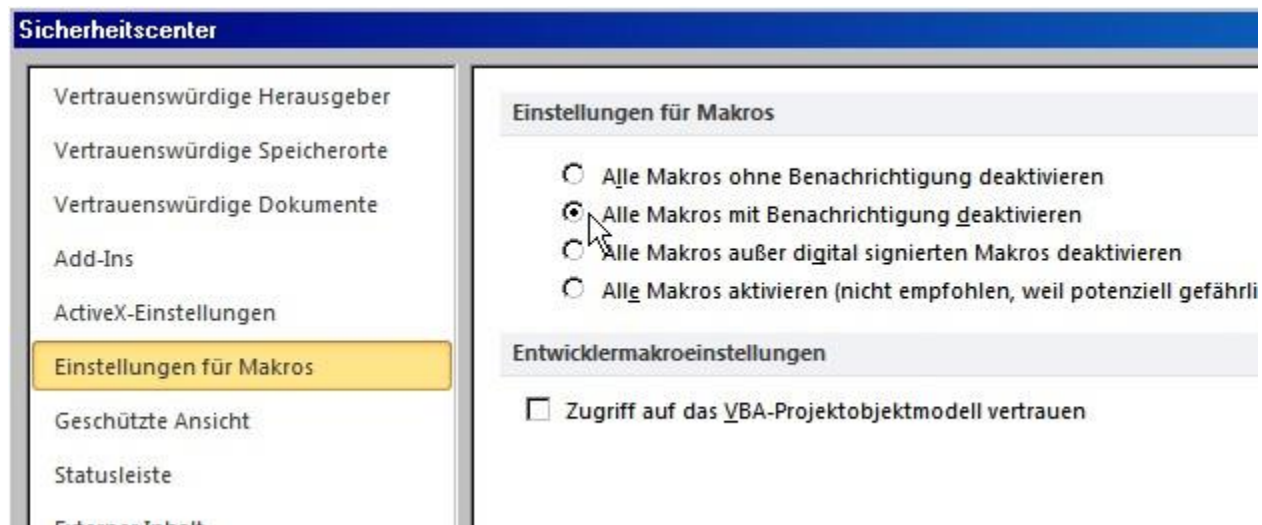 Sicherheitscenter
Vertrauenswürdige Herausgeber
Vertrauenswürdige Speicherorte
Vertrauenswürdige Dokumente
Add-Ins
ActiveX-Einstellungen
Einstellungen für Makros
Geschützte Ansicht
Statusleiste
Einstellungen für Makros
Alle Makros ohne Benachrichtigung deaktivieren
Alle Makros mit Benachrichtigung deaktivieren
Alle Makros außer digital signierten Makros deaktivieren
Alle Makros aktivieren (nicht empfohlen, weil potenziell gefährli
Entwicklermakroeinstellungen
Zugriff auf das VBA-Projektobjektmodell vertrauen